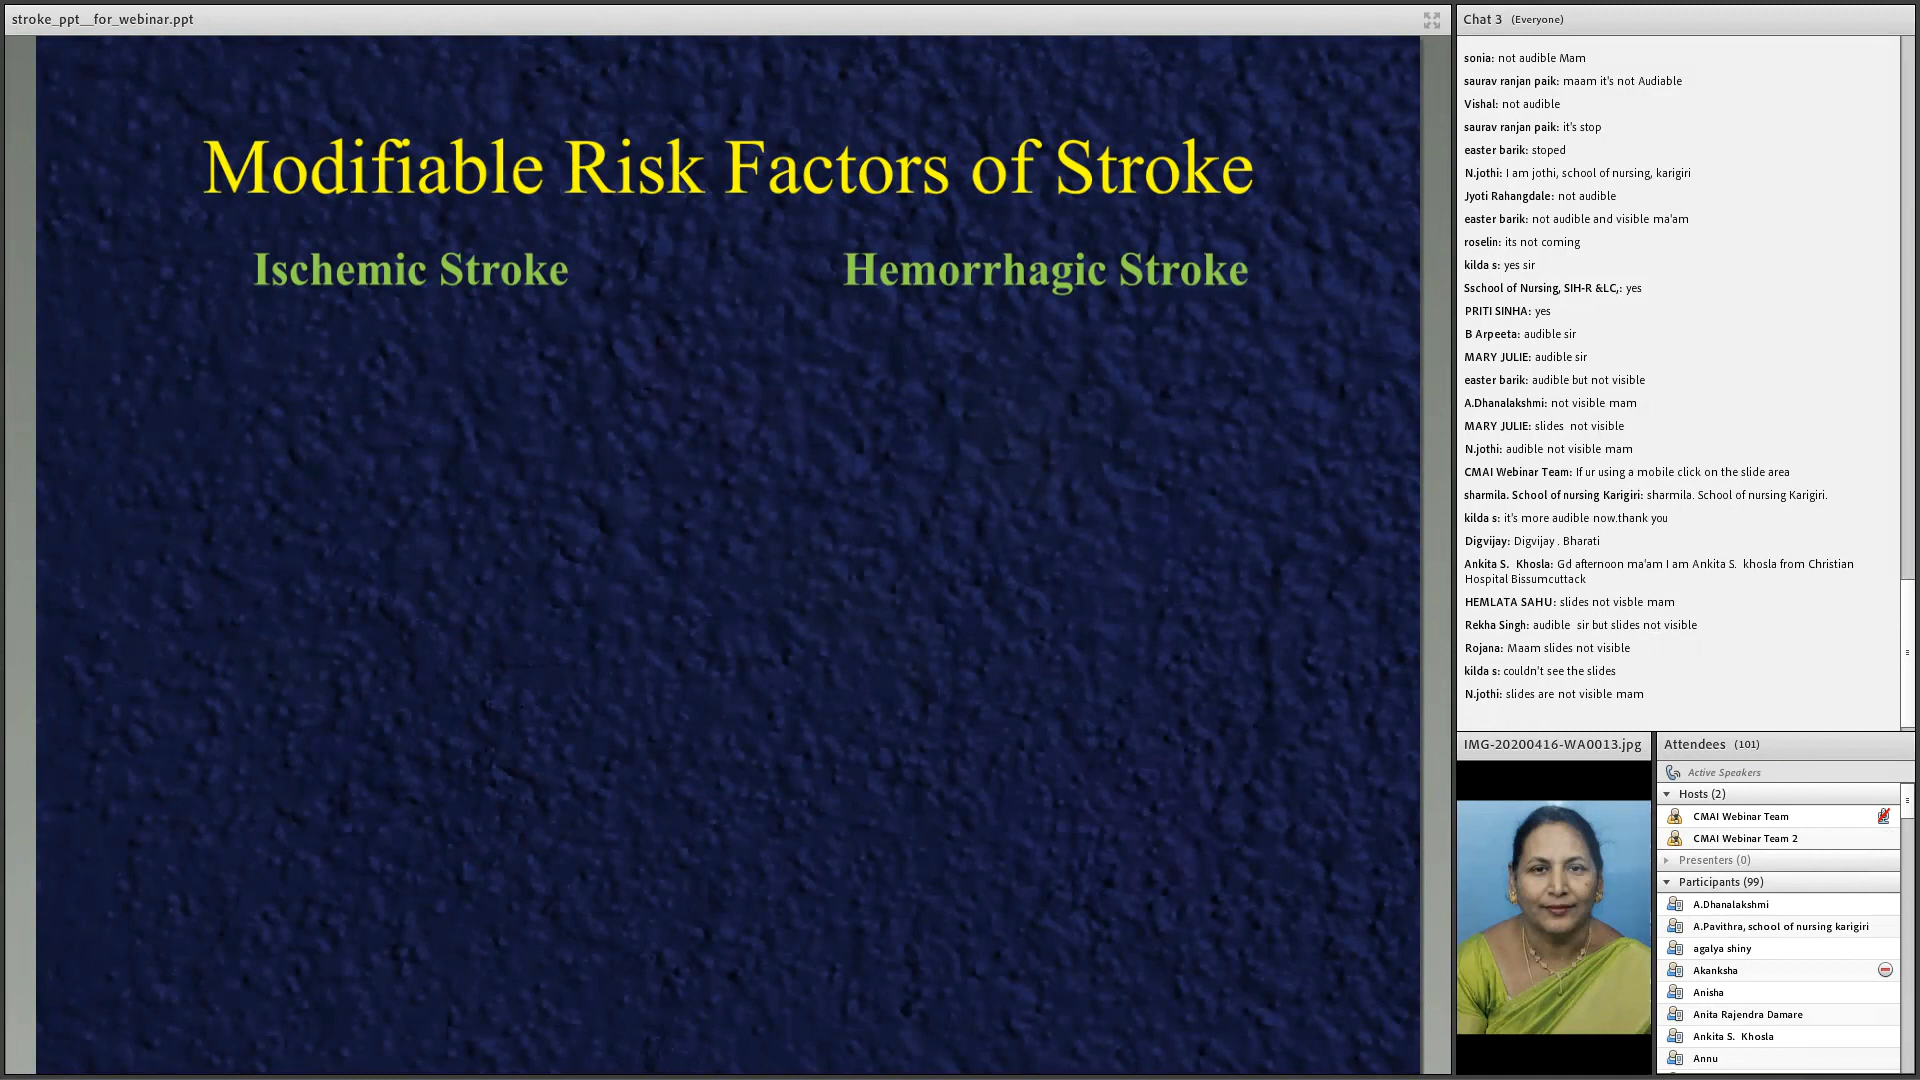 stroke_ppt__for_webinar.ppt
Modifiable Risk Factors of Stroke
Ischemic Stroke
Hemorrhagic Stroke
Chat 3 (Everyone)
sonia: not audible Mam
saurav ranjan paik: maam it's not Audiable
Vishal: not audible
saurav ranjan paik: it's stop
easter barik: stoped
N.jothi: I am jothi, school of nursing, karigiri
Jyoti Rahangdale: not audible
easter barik: not audible and visible ma'am
roselin: its not coming
kilda s: yes sir
Sschool of Nursing, SIH-R &LC,: yes
PRITI SINHA: yes
B Arpeeta: audible sir
MARY JULIE: audible sir
easter barik: audible but not visible
A.Dhanalakshmi: not visible mam
MARY JULIE: slides  not visible
N.jothi: audible not visible mam
CMAI Webinar Team: If ur using a mobile click on the slide area
sharmila. School of nursing Karigiri: sharmila. School of nursing Karigiri.
kilda s: it's more audible now.thank you
Digvijay: Digvijay . Bharati
Ankita S.  Khosla: Gd afternoon ma'am I am Ankita S.  khosla from Christian
Hospital Bissumcuttack
HEMLATA SAHU: slides not visble mam
Rekha Singh: audible  sir but slides not visible
Rojana: Maam slides not visible
kilda s: couldn't see the slides
N.jothi: slides are not visible mam
IMG-20200416-WA0013.jpg
Attendees (101)
Active Speakers
Hosts (2)
CMAI Webinar Team
CMAI Webinar Team 2
Presenters (0)
Participants (99)
A.Dhanalakshmi
A.Pavithra, school of nursing karigiri
agalya shiny
Akanksha
Anisha
Anita Rajendra Damare
Ankita S.  Khosla
Annu